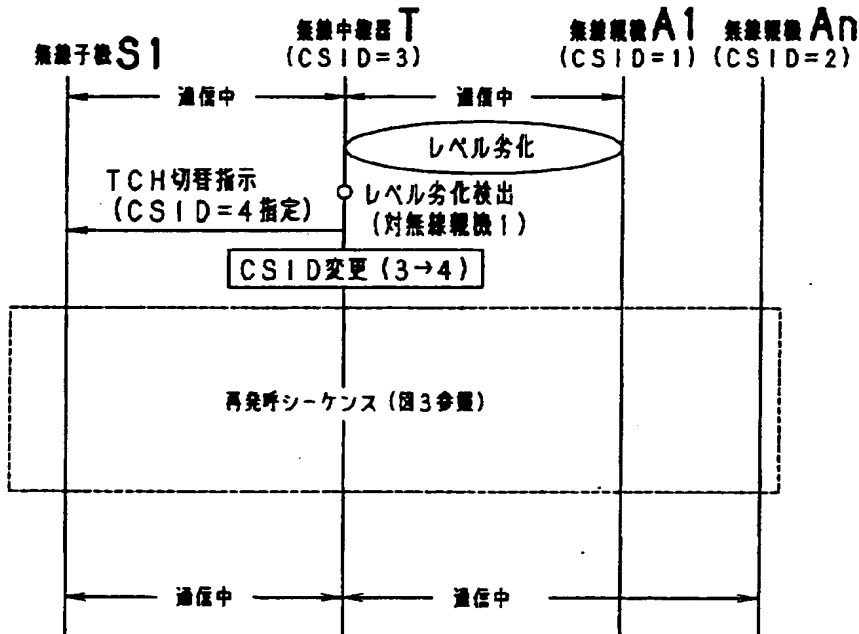 無線子機S1
無線中継器T
(CSID=3)
無線親機A1
(CSID=1)
無線親機An
(CSID=2)
通信中
通信中
レベル劣化
TCH切替指示
(CSID=4指定)
レベル劣化検出
(対無線親機1)
CSID変更(3→4)
再発呼シーケンス(図3参照)
通信中
通信中